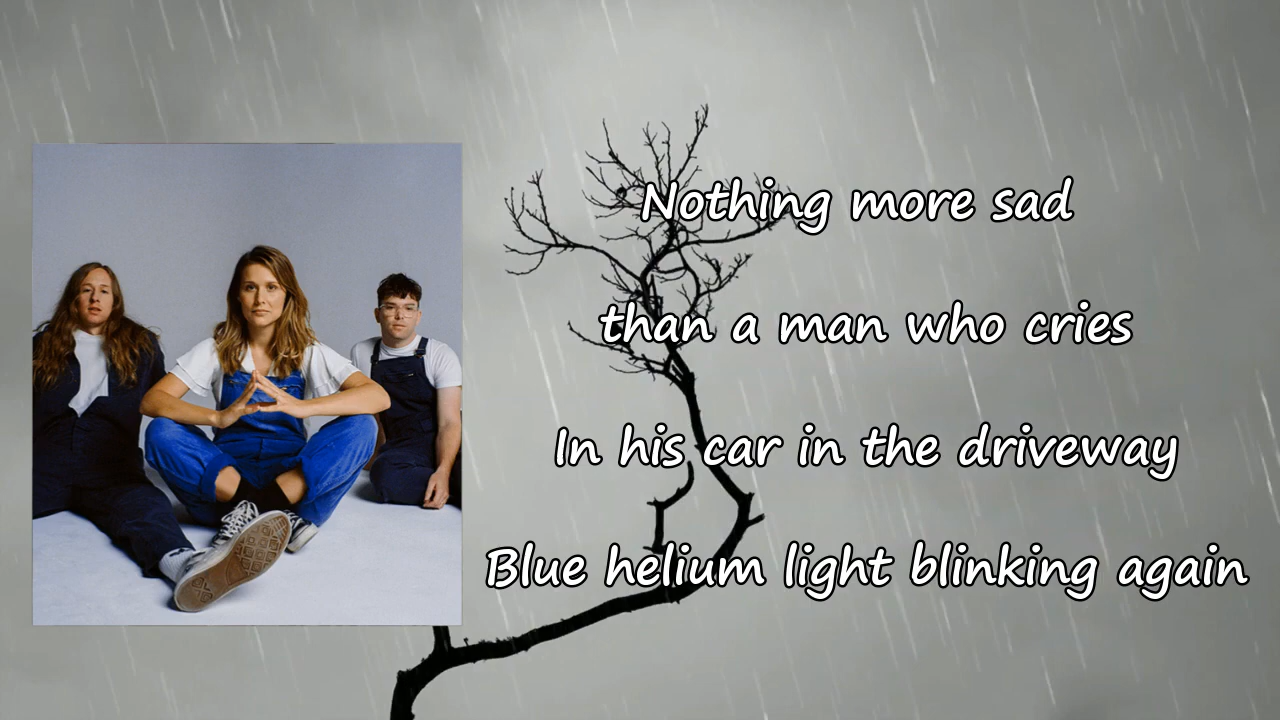 Nothing more sad
than a man who cries
In his car in the driveway
Blue helium light blinking again